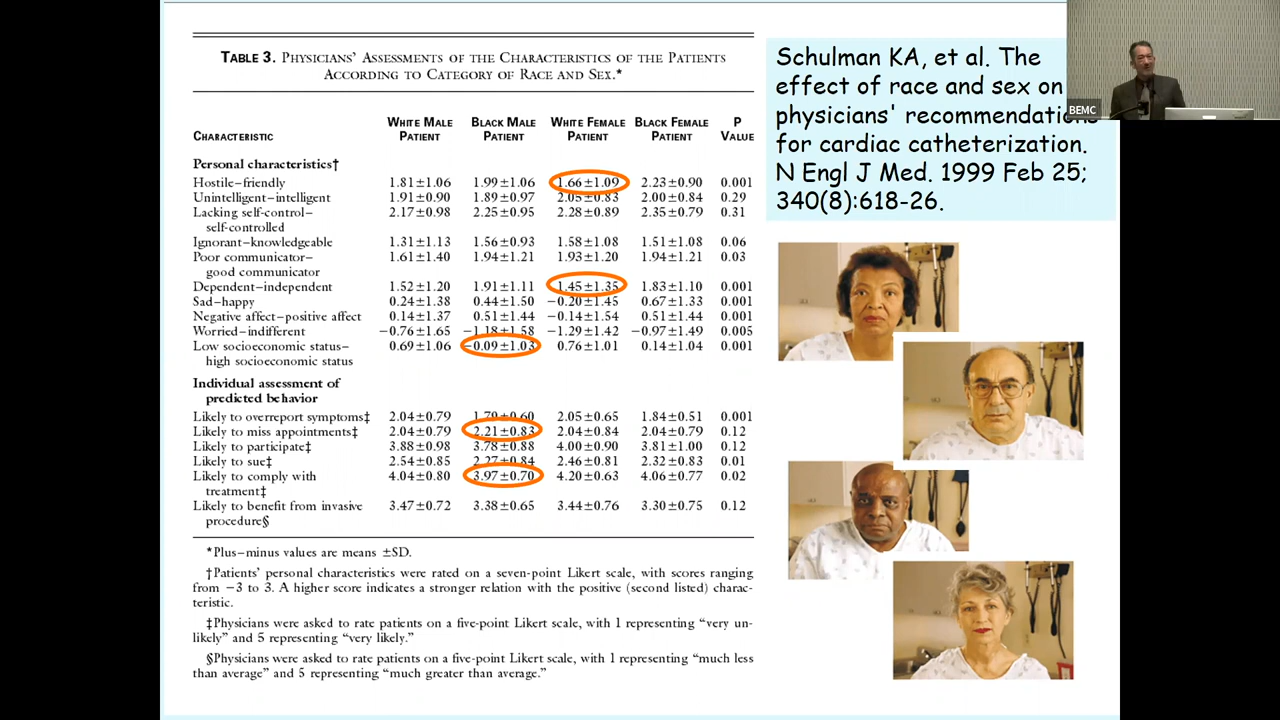 TABLE 3. PHYSICIANS' ASSESSMENTS OF THE CHARACTERISTICS OF THE PATIENTS
ACCORDING TO CATEGORY OF RACE AND SEX.*
CHARACTERISTIC WHITE MALE PATIENT BLACK MALE PATIENT WHITE FEMALE PATIENT BLACK FEMALE PATIENT P VALUE
Personal characteristics†
Hostile–friendly 1.81±1.06 1.99±1.06 1.66±1.09 2.23±0.90 0.001
Unintelligent–intelligent 1.91±0.90 1.89±0.97 2.05±0.83 2.00±0.84 0.29
Lacking self-control– 2.17±0.98 2.25±0.95 2.28±0.89 2.35±0.79 0.31
self-controlled
Ignorant–knowledgeable 1.31±1.13 1.56±0.93 1.58±1.08 1.51±1.08 0.06
Poor communicator– 1.61±1.40 1.94±1.21 1.93±1.20 1.94±1.21 0.03
good communicator
Dependent–independent 1.52±1.20 1.91±1.11 1.45±1.35 1.83±1.10 0.001
Sad–happy 0.24±1.38 0.44±1.50 −0.20±1.45 0.67±1.33 0.001
Negative affect–positive affect 0.14±1.37 0.51±1.44 −0.14±1.54 0.51±1.44 0.001
Worried–indifferent −0.76±1.65 −1.18±1.58 −1.29±1.42 −0.97±1.49 0.005
Low socioeconomic status– 0.69±1.06 −0.09±1.03 0.76±1.01 0.14±1.04 0.001
high socioeconomic status
Individual assessment of
predicted behavior
Likely to overreport symptoms‡ 2.04±0.79 1.79±0.60 2.05±0.65 1.84±0.51 0.001
Likely to miss appointments‡ 2.04±0.79 2.21±0.83 2.04±0.84 2.04±0.79 0.12
Likely to participate‡ 3.88±0.98 3.78±0.88 4.00±0.90 3.81±1.00 0.12
Likely to sue‡ 2.54±0.85 2.27±0.84 2.46±0.81 2.32±0.83 0.01
Likely to comply with 4.04±0.80 3.97±0.70 4.20±0.63 4.06±0.77 0.02
treatment‡
Likely to benefit from invasive 3.47±0.72 3.38±0.65 3.44±0.76 3.30±0.75 0.12
procedure§
*Plus–minus values are means ±SD.
†Patients' personal characteristics were rated on a seven-point Likert scale, with scores ranging
from −3 to 3. A higher score indicates a stronger relation with the positive (second listed) charac-
teristic.
‡Physicians were asked to rate patients on a five-point Likert scale, with 1 representing "very un-
likely" and 5 representing "very likely."
§Physicians were asked to rate patients on a five-point Likert scale, with 1 representing "much less
than average" and 5 representing "much greater than average."
Schulman KA, et al. The
effect of race and sex on
physicians' recommendations
for cardiac catheterization.
N Engl J Med. 1999 Feb 25;
340(8):618-26.
BEMC